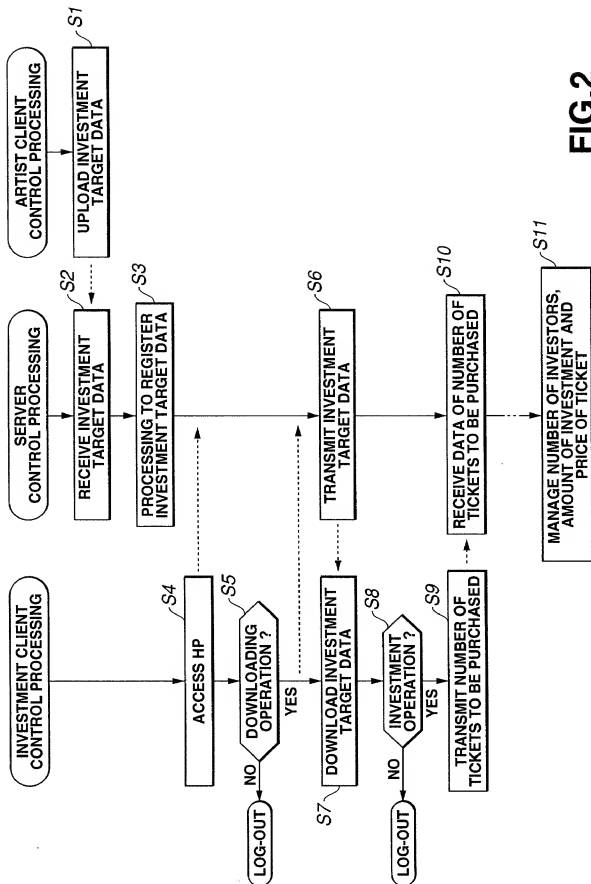 INVESTMENT CLIENT
CONTROL PROCESSING
SERVER
CONTROL PROCESSING
ARTIST CLIENT
CONTROL PROCESSING
S1
UPLOAD INVESTMENT
TARGET DATA
S2
RECEIVE INVESTMENT
TARGET DATA
S3
PROCESSING TO REGISTER
INVESTMENT TARGET DATA
S4
ACCESS HP
S5
DOWNLOADING
OPERATION ?
NO
YES
LOG-OUT
S6
TRANSMIT INVESTMENT
TARGET DATA
S7
DOWNLOAD INVESTMENT
TARGET DATA
S8
INVESTMENT
OPERATION ?
NO
YES
LOG-OUT
S9
TRANSMIT NUMBER OF
TICKETS TO BE PURCHASED
S10
RECEIVE DATA OF NUMBER OF
TICKETS TO BE PURCHASED
S11
MANAGE NUMBER OF INVESTORS,
AMOUNT OF INVESTMENT AND
PRICE OF TICKET
FIG.2